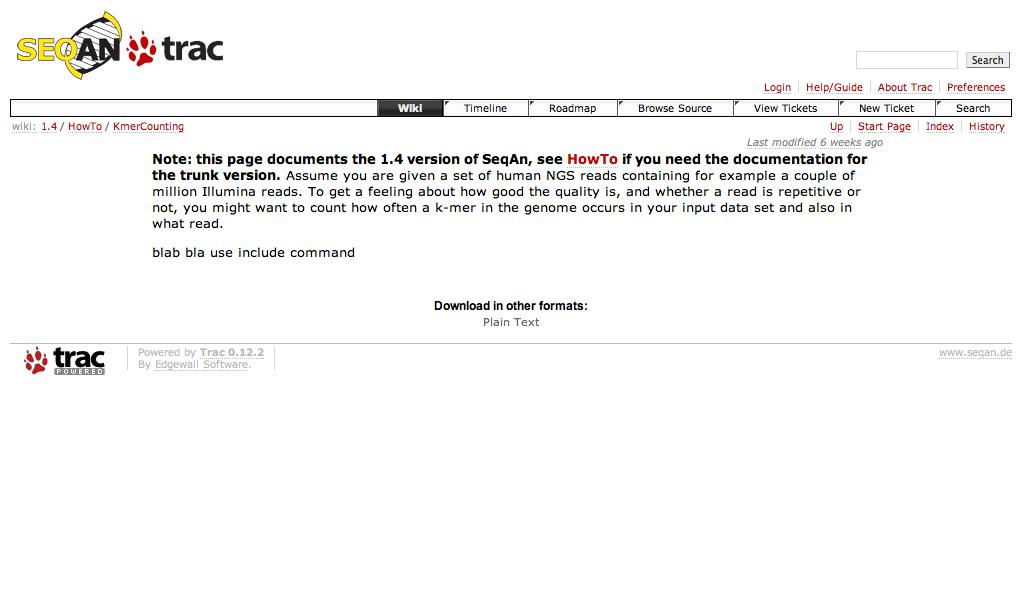 SEQAN trac
Search
Login Help/Guide About Trac Preferences
Wiki Timeline Roadmap Browse Source View Tickets New Ticket Search
wiki: 1.4 / HowTo / KmerCounting Up Start Page Index History
Last modified 6 weeks ago
Note: this page documents the 1.4 version of SeqAn, see HowTo if you need the documentation for
the trunk version. Assume you are given a set of human NGS reads containing for example a couple of
million Illumina reads. To get a feeling about how good the quality is, and whether a read is repetitive or
not, you might want to count how often a k-mer in the genome occurs in your input data set and also in
what read.
blab bla use include command
Download in other formats:
Plain Text
trac
POWERED
Powered by Trac 0.12.2
By Edgewall Software.
www.seqan.de